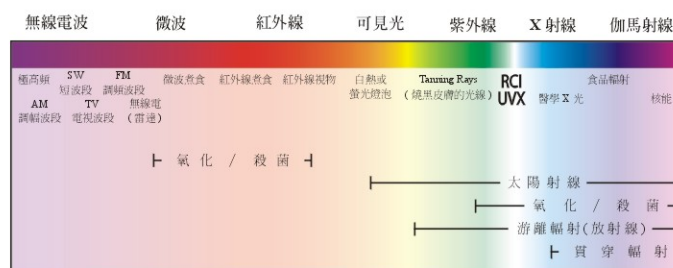 無線電波 微波 紅外線 可見光 紫外線 X 射線 伽馬射線
極高頻 SW 短波段 FM 調頻波段 微波煮食 紅外線煮食 紅外線視物 白熱或 螢光燈泡 Tanning Rays (燒黑皮膚的光線) RCI UVX 醫學 X 光 食品輻射 核能
AM 調幅波段 TV 電視波段 無線電 (雷達)
氧 化 / 殺 菌
太 陽 射 線
氧 化 / 殺 菌
游 離 輻 射 (放 射 線)
貫 穿 輻 射